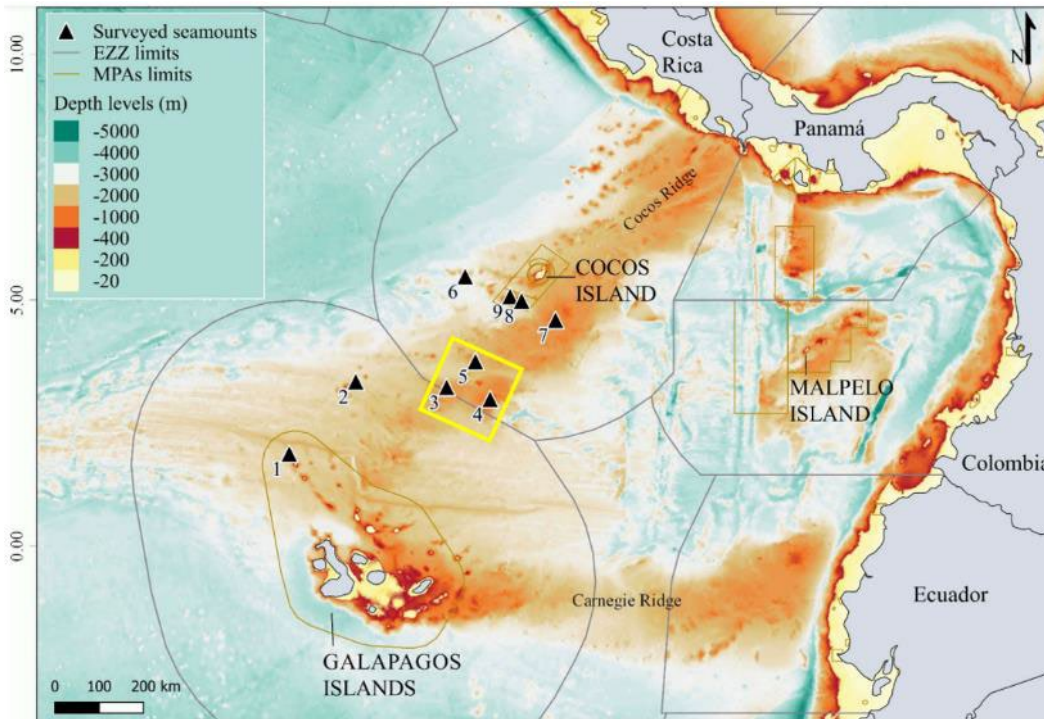 Surveyed seamounts
EZZ limits
MPAs limits
Depth levels (m)
-5000
-4000
-3000
-2000
-1000
-400
-200
-20
10.00
5.00
0.00
N
Costa
Rica
Panamá
Cocos Ridge
COCOS
ISLAND
6
9
8
7
5
3
4
2
1
MALPELO
ISLAND
Colombia
Ecuador
Carnegie Ridge
GALAPAGOS
ISLANDS
0 100 200 km